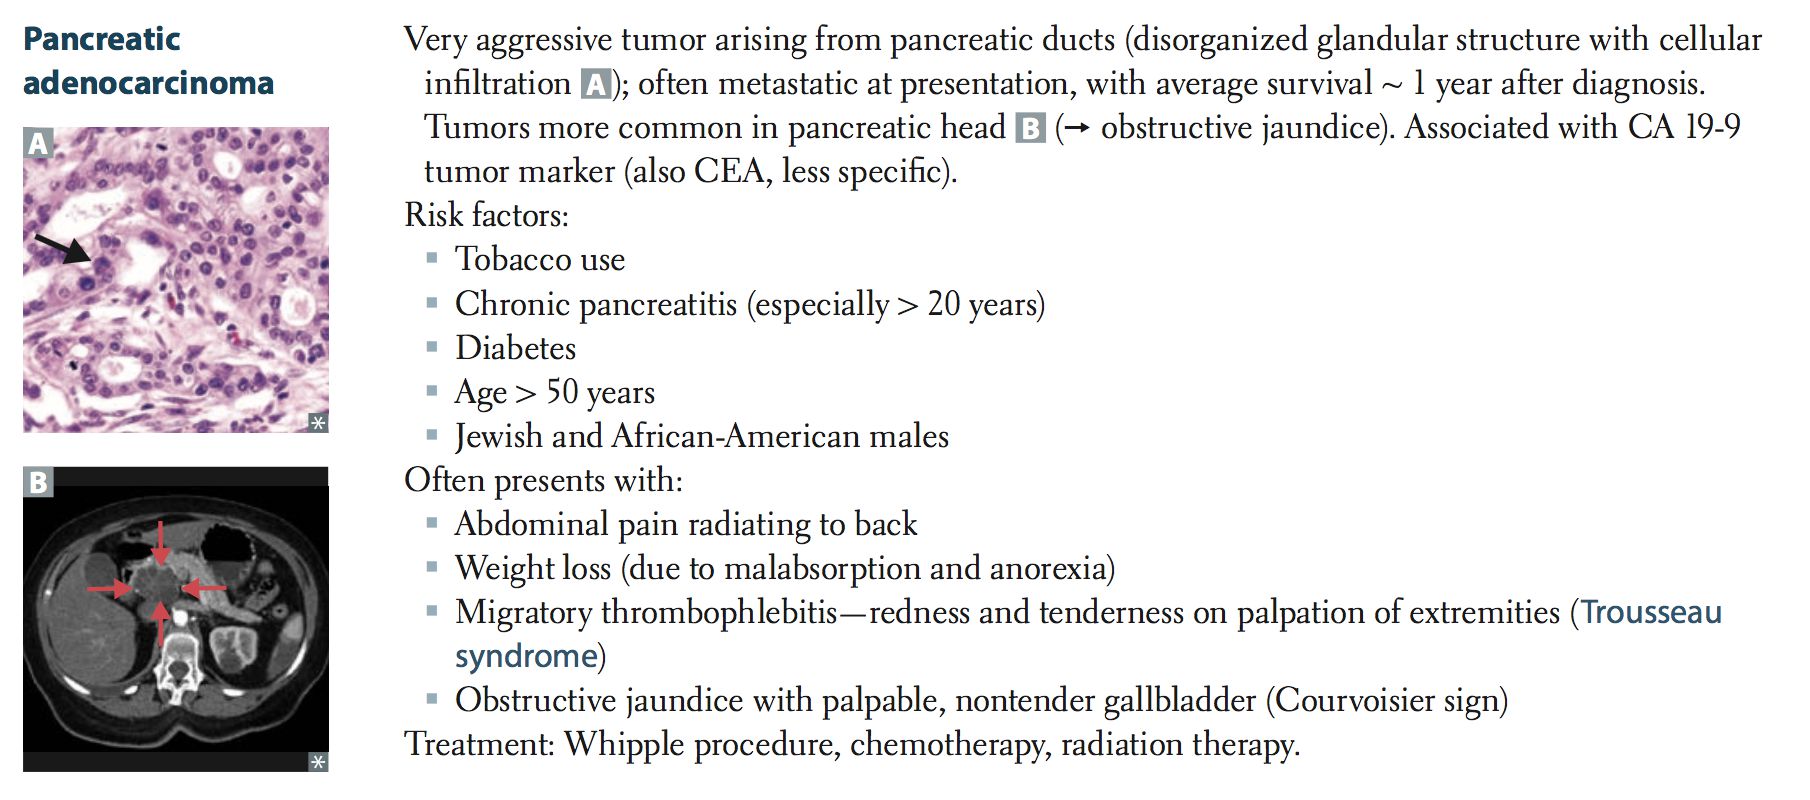 Pancreatic
adenocarcinoma
A
B
Very aggressive tumor arising from pancreatic ducts (disorganized glandular structure with cellular
infiltration A); often metastatic at presentation, with average survival ~ 1 year after diagnosis.
Tumors more common in pancreatic head B (→ obstructive jaundice). Associated with CA 19-9
tumor marker (also CEA, less specific).
Risk factors:
▪ Tobacco use
▪ Chronic pancreatitis (especially > 20 years)
▪ Diabetes
▪ Age > 50 years
▪ Jewish and African-American males
Often presents with:
▪ Abdominal pain radiating to back
▪ Weight loss (due to malabsorption and anorexia)
▪ Migratory thrombophlebitis—redness and tenderness on palpation of extremities (Trousseau
syndrome)
▪ Obstructive jaundice with palpable, nontender gallbladder (Courvoisier sign)
Treatment: Whipple procedure, chemotherapy, radiation therapy.